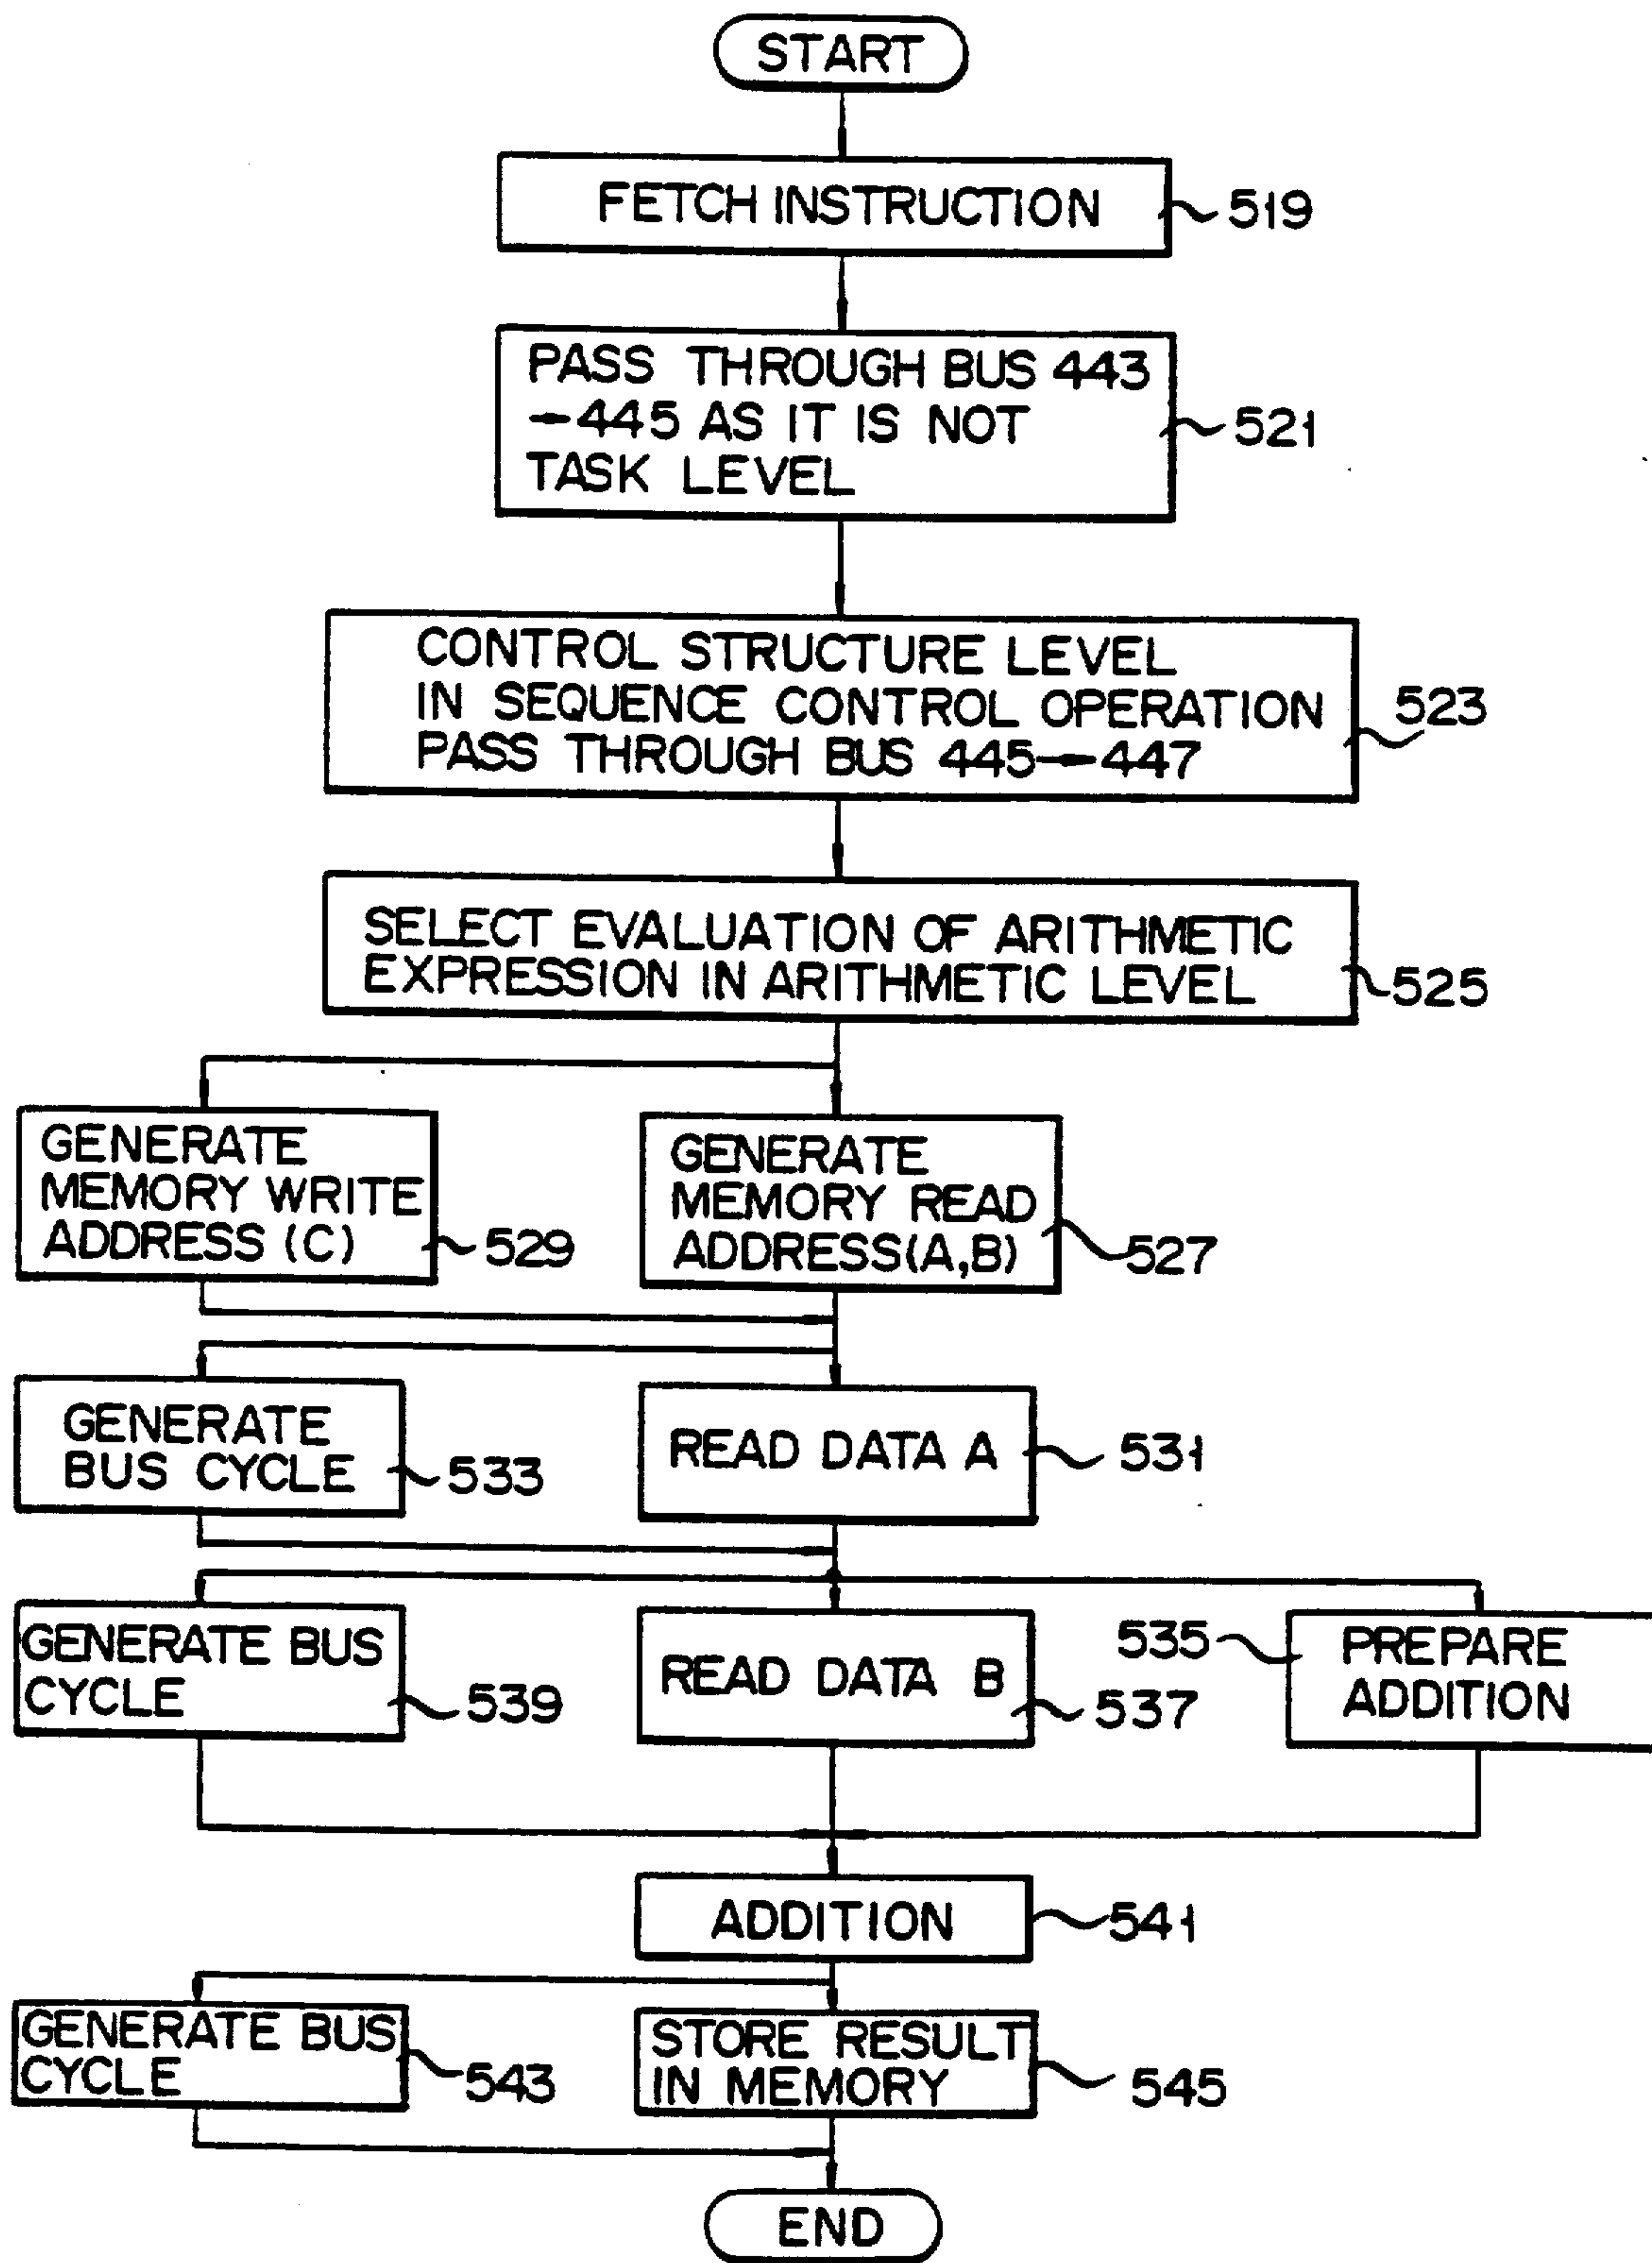 START
FETCH INSTRUCTION
519
PASS THROUGH BUS 443
→445 AS IT IS NOT
TASK LEVEL
521
CONTROL STRUCTURE LEVEL
IN SEQUENCE CONTROL OPERATION
PASS THROUGH BUS 445→447
523
SELECT EVALUATION OF ARITHMETIC
EXPRESSION IN ARITHMETIC LEVEL
525
GENERATE
MEMORY WRITE
ADDRESS (C)
529
GENERATE
MEMORY READ
ADDRESS(A,B)
527
GENERATE
BUS CYCLE
533
READ DATA A
531
GENERATE BUS
CYCLE
539
READ DATA B
537
535
PREPARE
ADDITION
ADDITION
541
GENERATE BUS
CYCLE
543
STORE RESULT
IN MEMORY
545
END